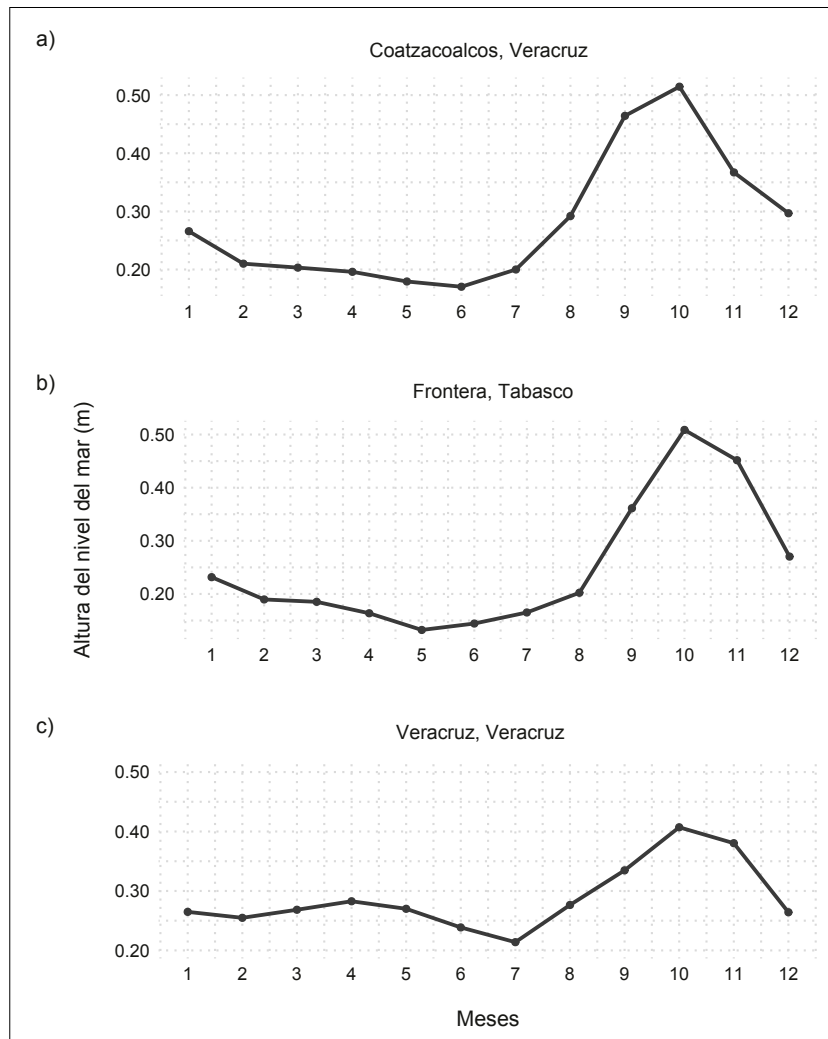 a)
Coatzacoalcos, Veracruz
0.50
0.40
0.30
0.20
1 2 3 4 5 6 7 8 9 10 11 12
b)
Frontera, Tabasco
0.50
0.40
0.30
0.20
1 2 3 4 5 6 7 8 9 10 11 12
Altura del nivel del mar (m)
c)
Veracruz, Veracruz
0.50
0.40
0.30
0.20
1 2 3 4 5 6 7 8 9 10 11 12
Meses